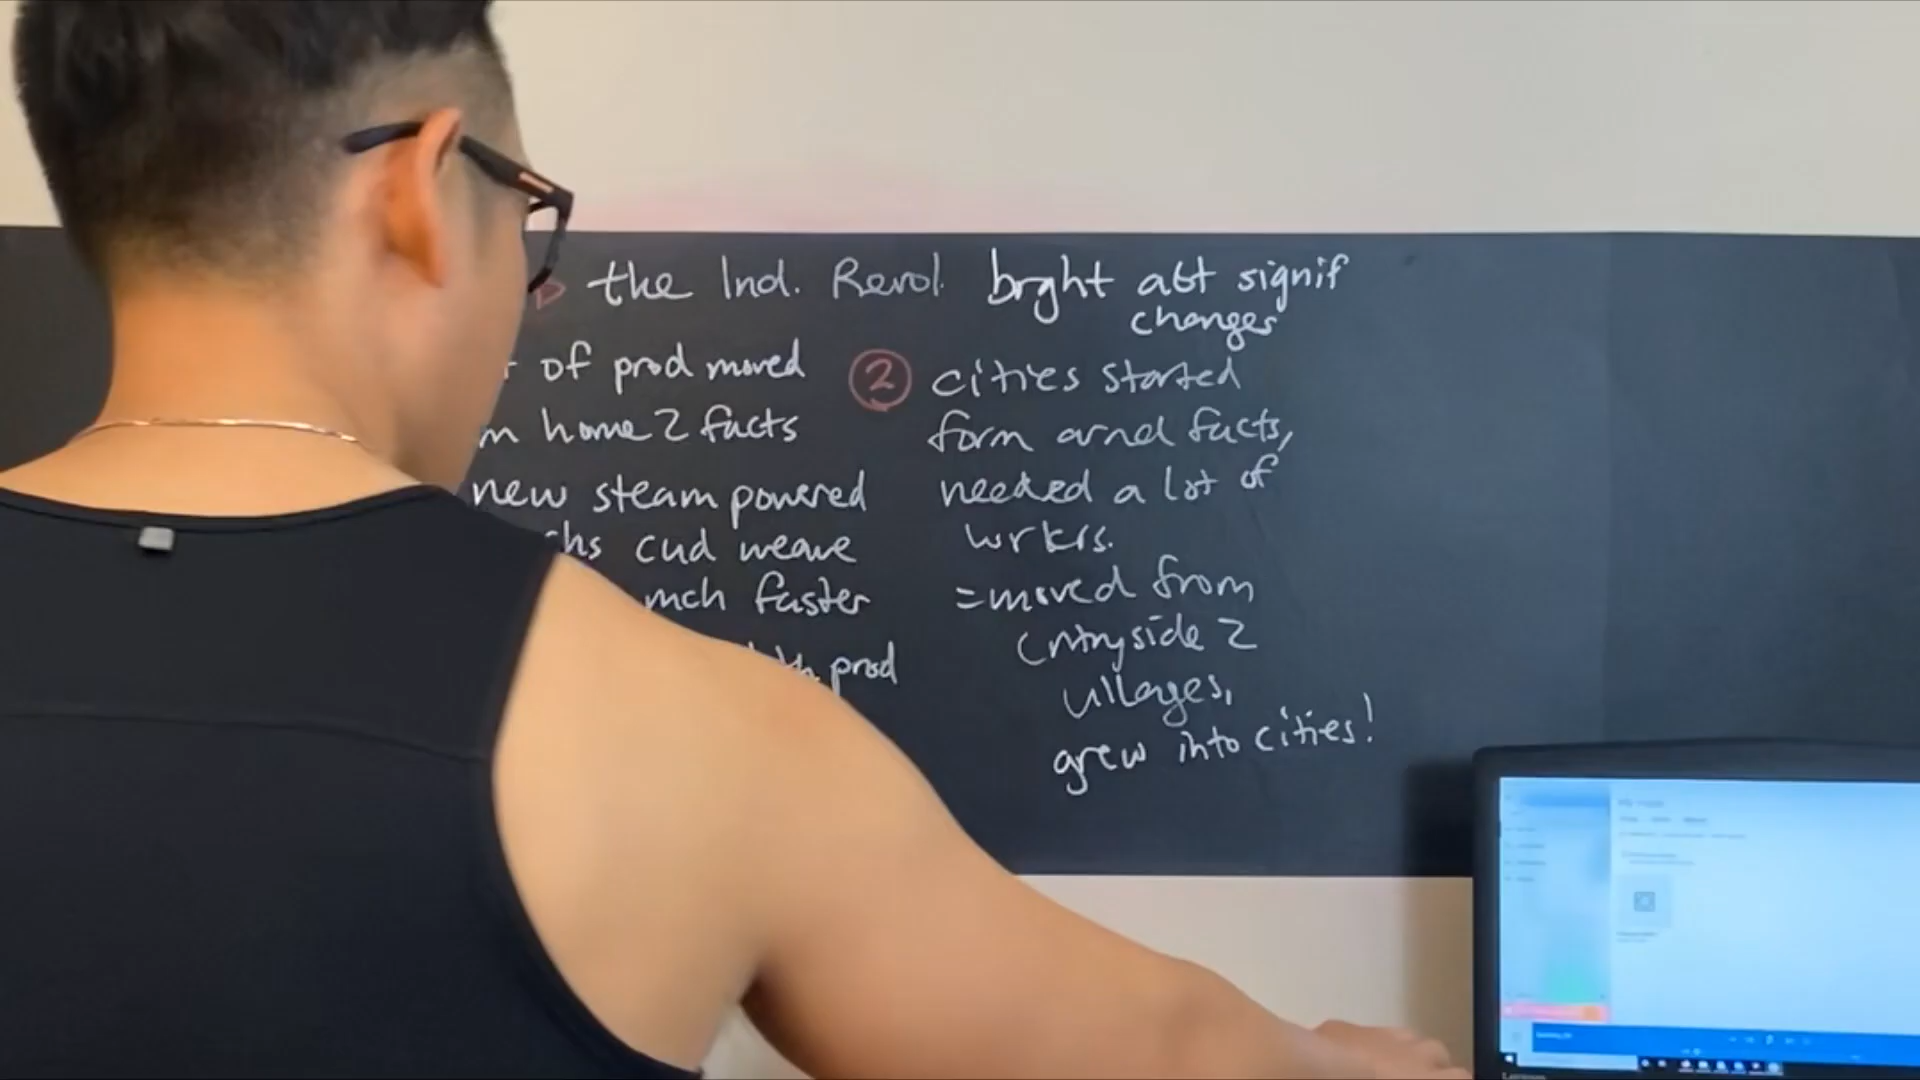 the Ind. Revol. brght abt signif
changes
of prod moved
home 2 facts
new steam powered
chs cud weave
mch faster
prod
2 cities started
form arnd facts,
needed a lot of
wrkrs.
=moved from
cntryside 2
villages,
grew into cities!